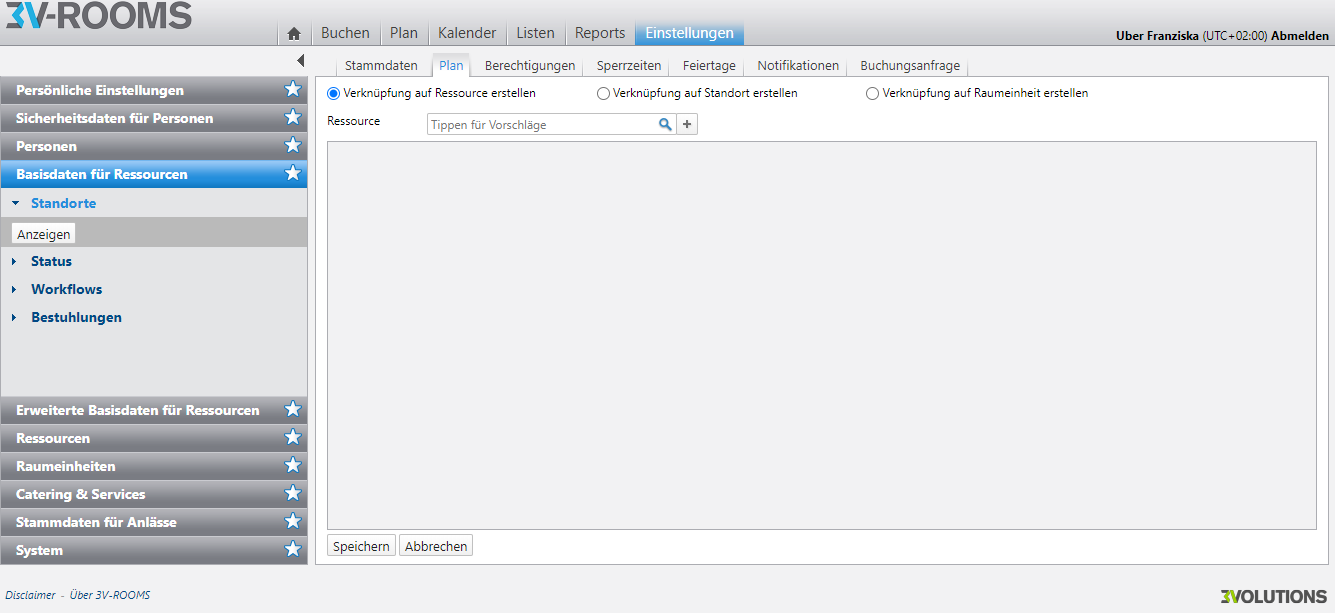 3V-ROOMS
Buchen Plan Kalender Listen Reports Einstellungen
Uber Franziska (UTC+02:00) Abmelden
Stammdaten Plan Berechtigungen Sperrzeiten Feiertage Notifikationen Buchungsanfrage
Persönliche Einstellungen
Sicherheitsdaten für Personen
Personen
Basisdaten für Ressourcen
Standorte
Anzeigen
Status
Workflows
Bestuhlungen
Erweiterte Basisdaten für Ressourcen
Ressourcen
Raumeinheiten
Catering & Services
Stammdaten für Anlässe
System
Verknüpfung auf Ressource erstellen Verknüpfung auf Standort erstellen Verknüpfung auf Raumeinheit erstellen
Ressource Tippen für Vorschläge +
Speichern Abbrechen
Disclaimer - Über 3V-ROOMS
3VOLUTIONS